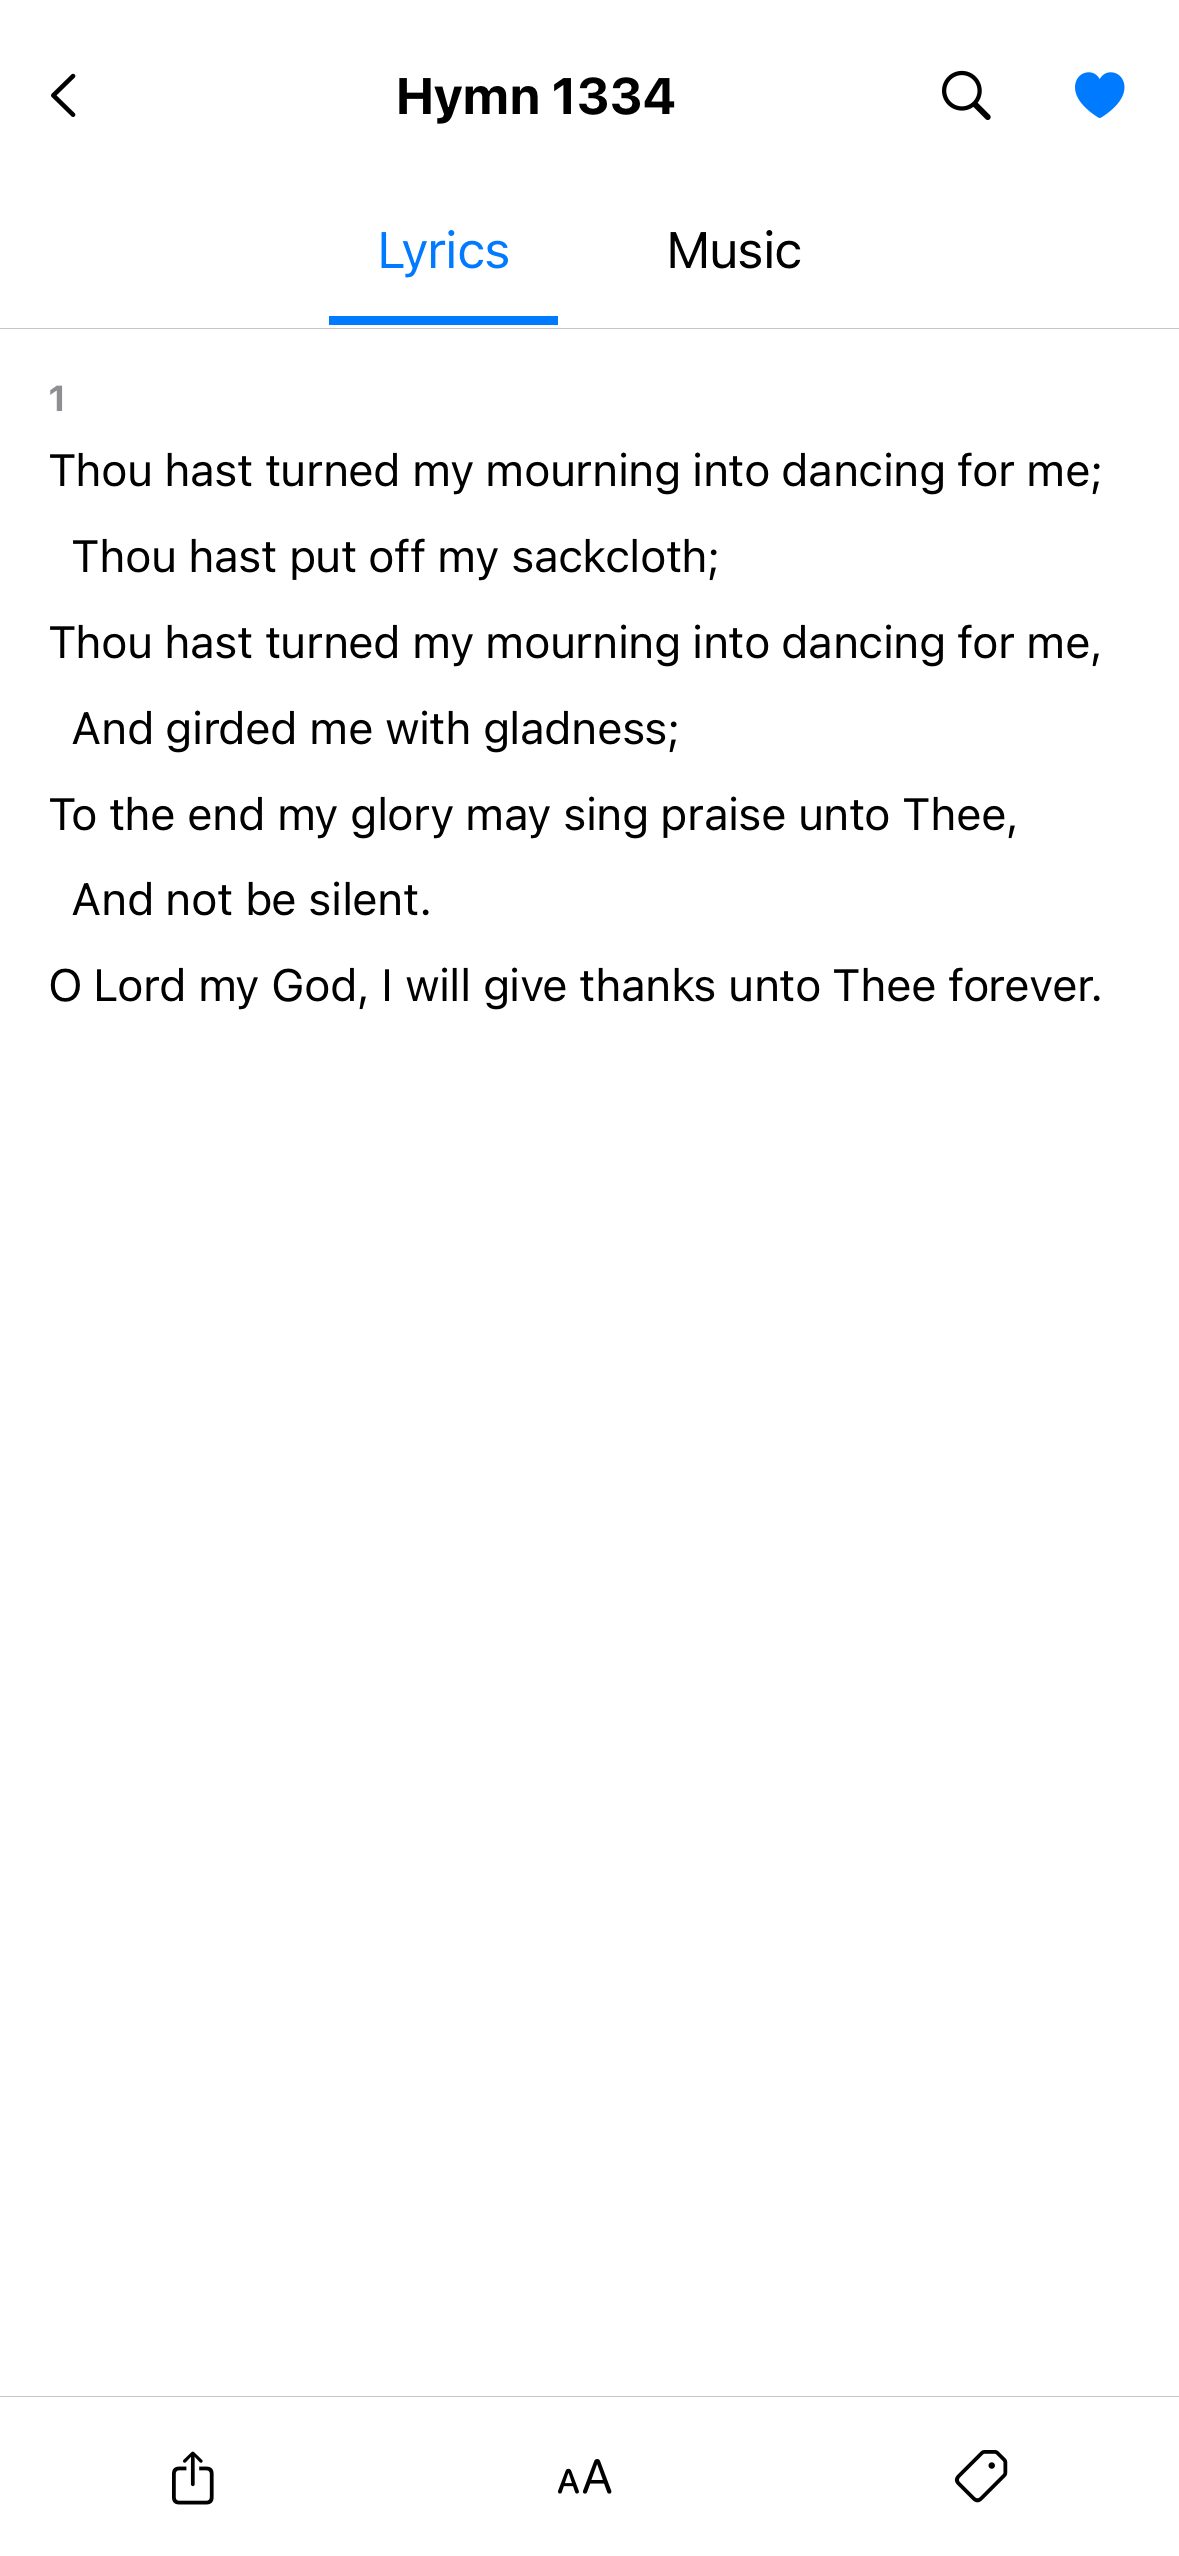 Hymn 1334
Lyrics Music
1
Thou hast turned my mourning into dancing for me;
Thou hast put off my sackcloth;
Thou hast turned my mourning into dancing for me,
And girded me with gladness;
To the end my glory may sing praise unto Thee,
And not be silent.
O Lord my God, I will give thanks unto Thee forever.
AA